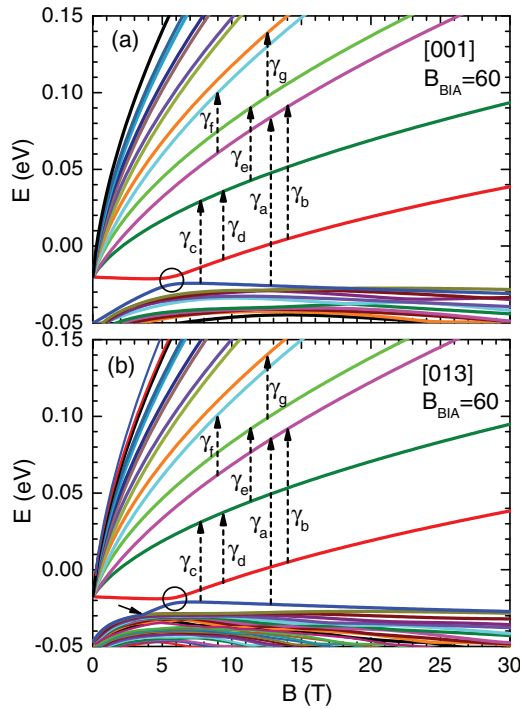 (a)
[001]
B_BIA=60
γ_g
γ_f
γ_e
γ_a
γ_b
γ_c
γ_d
E (eV)
0.15
0.10
0.05
0.00
-0.05
0.15
(b)
[013]
B_BIA=60
γ_g
γ_f
γ_e
γ_a
γ_b
γ_c
γ_d
E (eV)
0.10
0.05
0.00
-0.05
0 5 10 15 20 25 30
B (T)